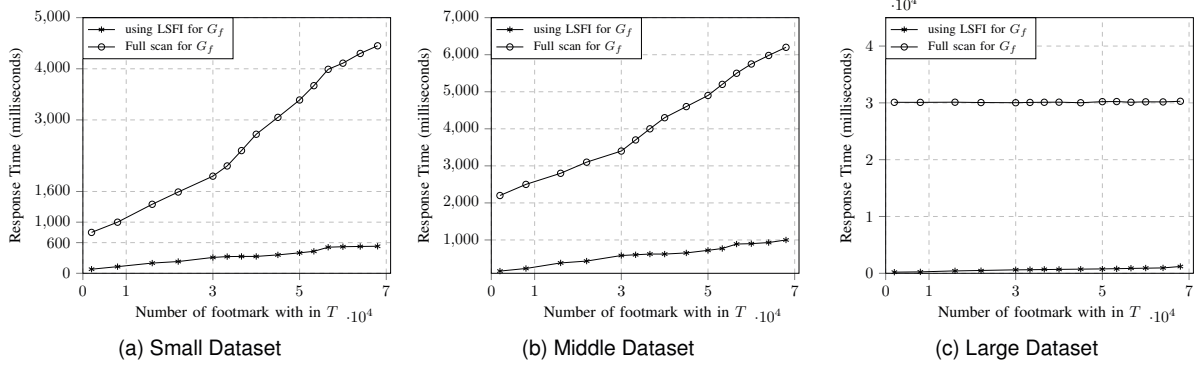 5,000
4,000
3,000
1,600
1,000
600
0
Response Time (milliseconds)
using LSFI for G_f
Full scan for G_f
0 1 3 5 7
Number of footmark with in T ·10^4
(a) Small Dataset
7,000
6,000
5,000
4,000
3,000
2,000
1,000
Response Time (milliseconds)
using LSFI for G_f
Full scan for G_f
0 1 3 5 7
Number of footmark with in T ·10^4
(b) Middle Dataset
4
3
2
1
0
Response Time (milliseconds)
using LSFI for G_f
Full scan for G_f
0 1 3 5 7
Number of footmark with in T ·10^4
(c) Large Dataset